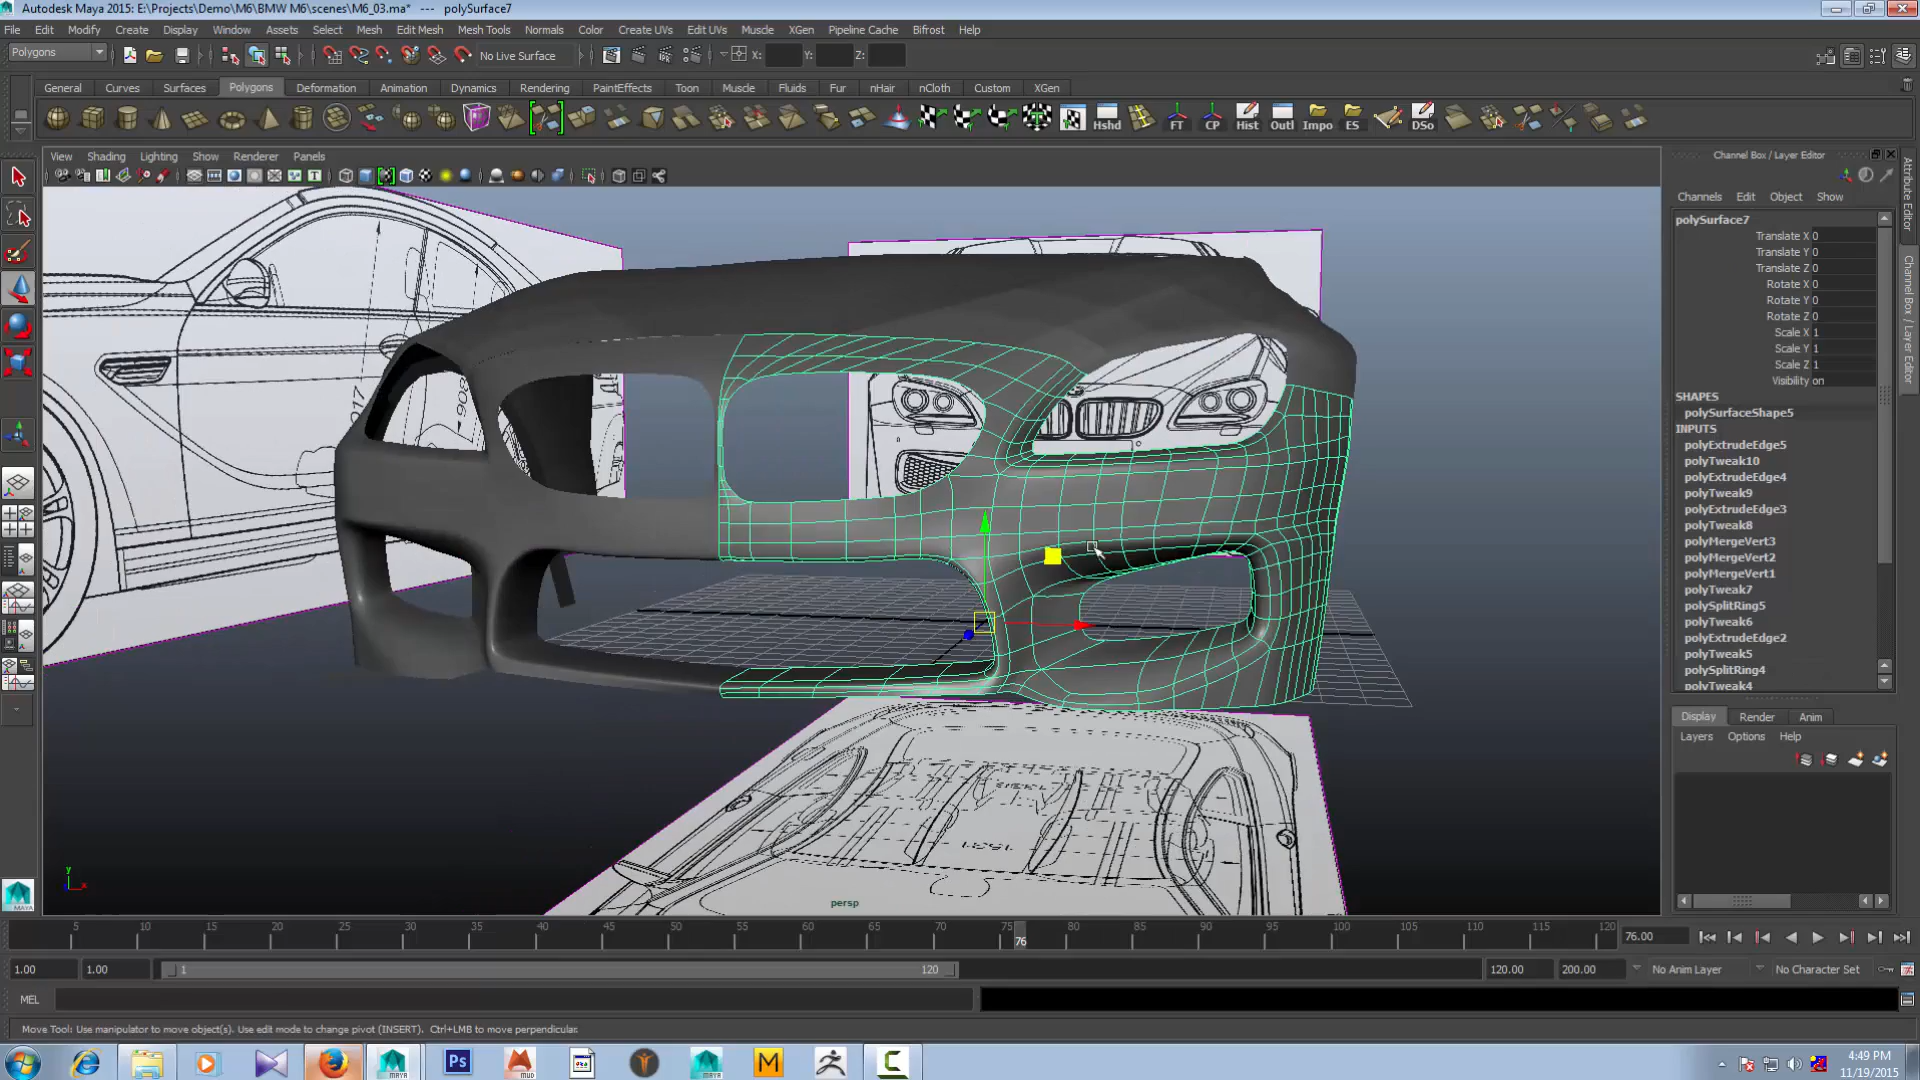 Autodesk Maya 2015: E:\Projects\Demo\M6\BMW M6\scenes\M6_03.ma* --- polySurface7
File Edit Modify Create Display Window Assets Select Mesh Edit Mesh Mesh Tools Normals Color Create UVs Edit UVs Muscle XGen Pipeline Cache Bifrost Help
Polygons No Live Surface X: Y: Z:
General Curves Surfaces Polygons Deformation Animation Dynamics Rendering PaintEffects Toon Muscle Fluids Fur nHair nCloth Custom XGen
Hshd FT CP Hist Outl Impo ES DSo
View Shading Lighting Show Renderer Panels
Channel Box / Layer Editor
Channels Edit Object Show
polySurface7
Translate X 0
Translate Y 0
Translate Z 0
Rotate X 0
Rotate Y 0
Rotate Z 0
Scale X 1
Scale Y 1
Scale Z 1
Visibility on
SHAPES
polySurfaceShape5
INPUTS
polyExtrudeEdge5
polyTweak10
polyExtrudeEdge4
polyTweak9
polyExtrudeEdge3
polyTweak8
polyMergeVert3
polyMergeVert2
polyMergeVert1
polyTweak7
polySplitRing5
polyTweak6
polyExtrudeEdge2
polyTweak5
polySplitRing4
polyTweak4
Attribute Editor
Channel Box / Layer Editor
Display Render Anim
Layers Options Help
y
x
persp
5 10 15 20 25 30 35 40 45 50 55 60 65 70 75 80 85 90 95 100 105 110 115 120
76
76.00
1.00 1.00 1 120 120.00 200.00 No Anim Layer No Character Set
MEL
Move Tool: Use manipulator to move object(s). Use edit mode to change pivot (INSERT). Ctrl+LMB to move perpendicular.
MAYA Ps MUD MAYA M C
4:49 PM
11/19/2015